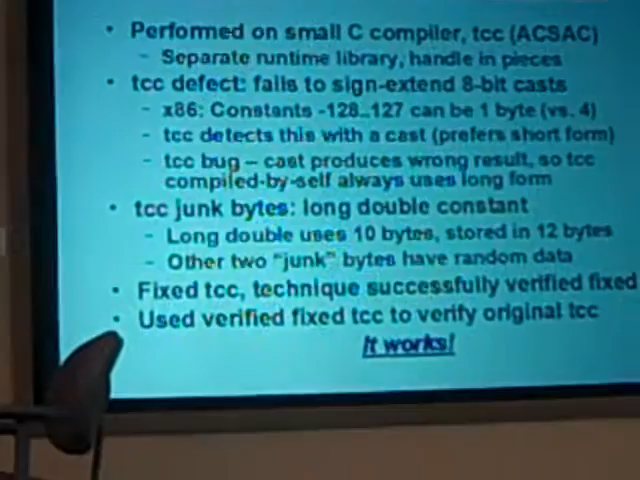 • Performed on small C compiler, tcc (ACSAC)
– Separate runtime library, handle in pieces
• tcc defect: fails to sign-extend 8-bit casts
– x86: Constants -128..127 can be 1 byte (vs. 4)
– tcc detects this with a cast (prefers short form)
– tcc bug – cast produces wrong result, so tcc
compiled-by-self always uses long form
• tcc junk bytes: long double constant
– Long double uses 10 bytes, stored in 12 bytes
– Other two "junk" bytes have random data
• Fixed tcc, technique successfully verified fixed
• Used verified fixed tcc to verify original tcc
It works!